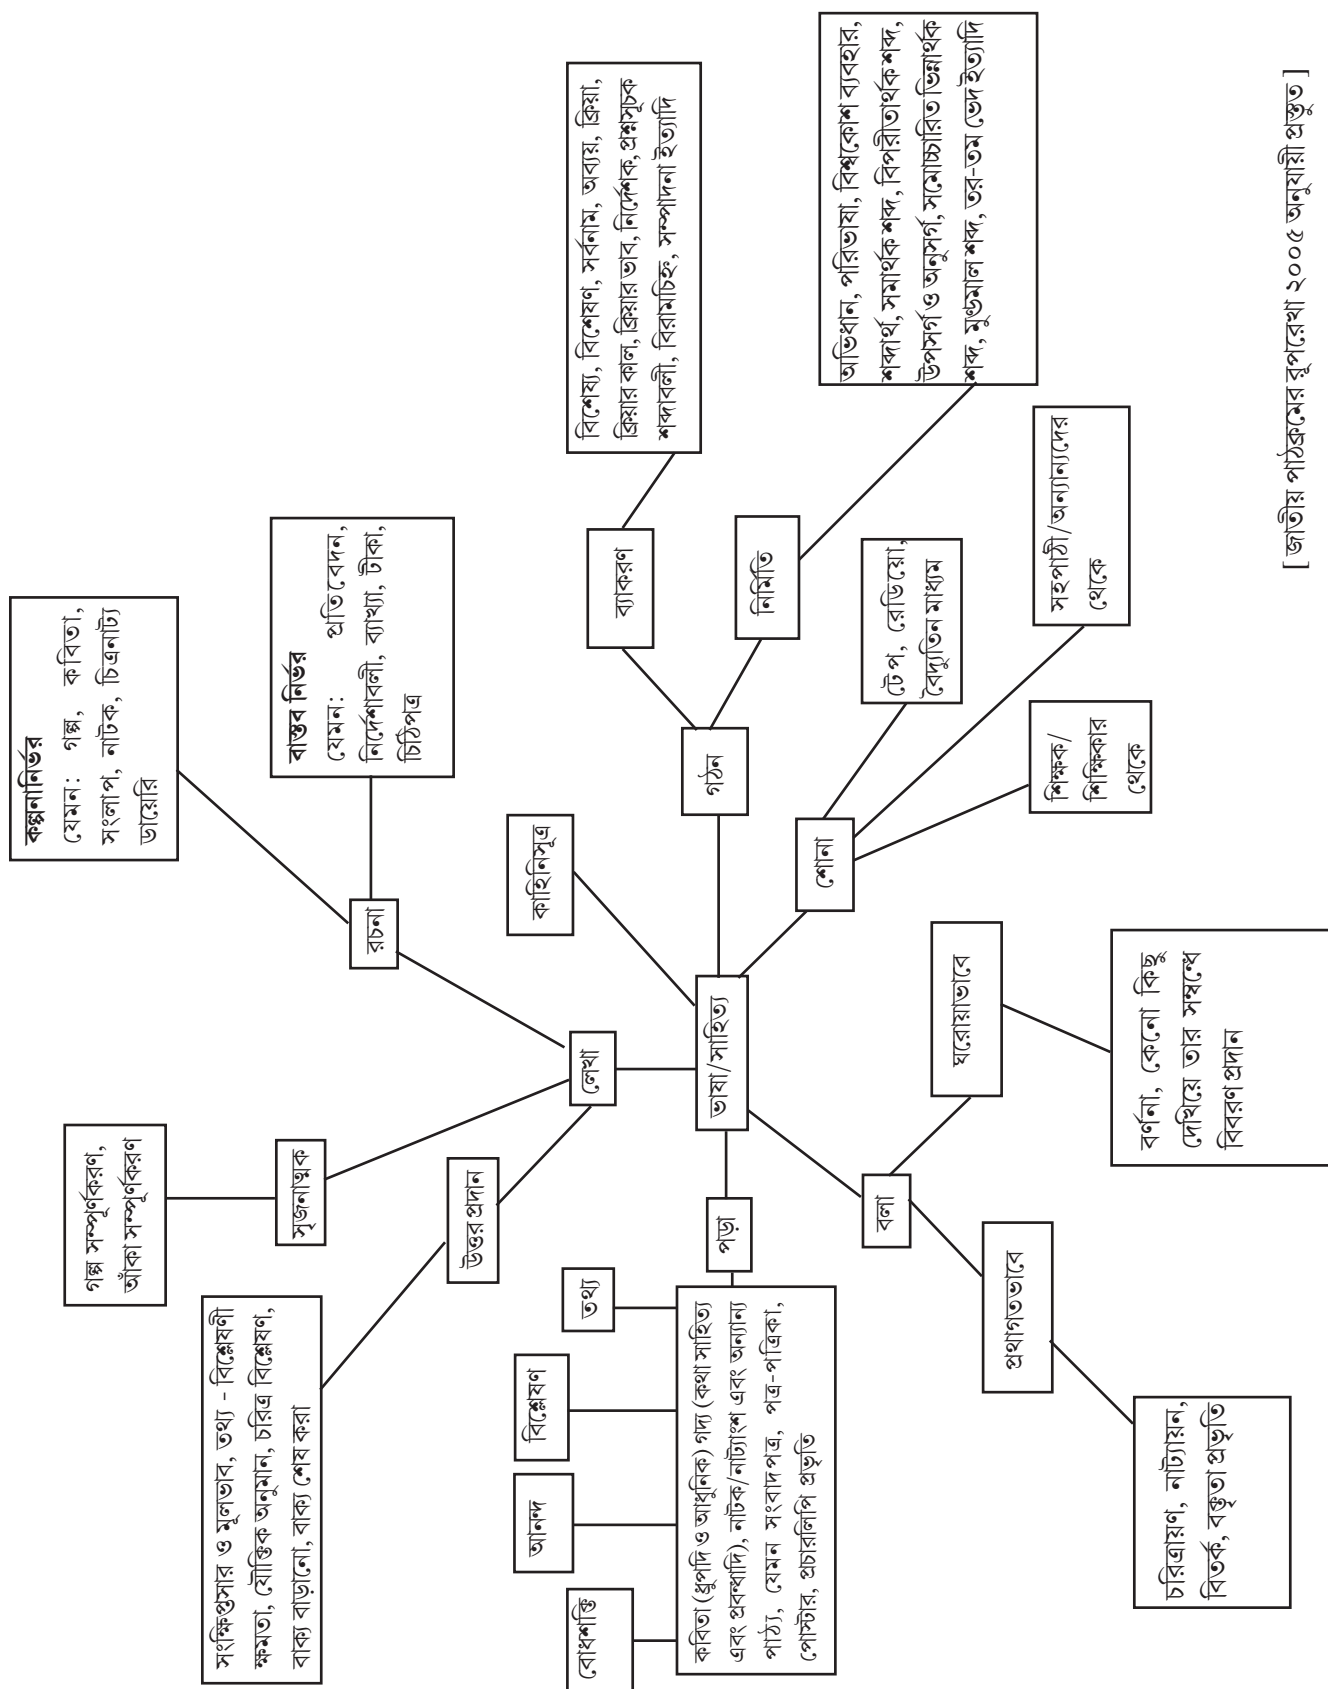 কল্পনানির্ভর
যেমন: গল্প, কবিতা,
সংলাপ, নাটক, চিত্রনাট্য
ডায়েরি
বাস্তব নির্ভর
যেমন: প্রতিবেদন,
নির্দেশাবলী, ব্যাখ্যা, টীকা,
চিঠিপত্র
রচনা
গল্প সম্পূর্ণকরণ,
আঁকা সম্পূর্ণকরণ
সৃজনাত্মক
সংক্ষিপ্তসার ও মূলভাব, তথ্য - বিশ্লেষণী
ক্ষমতা, যৌক্তিক অনুমান, চরিত্র বিশ্লেষণ,
বাক্য বাড়ানো, বাক্য শেষ করা
উত্তর প্রদান
লেখা
কাহিনিসূত্র
বিশেষ্য, বিশেষণ, সর্বনাম, অব্যয়, ক্রিয়া,
ক্রিয়ার কাল, ক্রিয়ার ভাব, নির্দেশক, প্রশ্নসূচক
শব্দাবলী, বিরামচিহ্ন, সম্পাদনা ইত্যাদি
ব্যাকরণ
গঠন
নির্মিতি
অভিধান, পরিভাষা, বিশ্বকোশ ব্যবহার,
শব্দার্থ, সমার্থক শব্দ, বিপরীতার্থক শব্দ,
উপসর্গ ও অনুসর্গ, সমোচ্চারিত ভিন্নার্থক
শব্দ, মুণ্ডমাল শব্দ, তর-তম ভেদ ইত্যাদি
ভাষা/সাহিত্য
শোনা
টেপ, রেডিয়ো,
বৈদ্যুতিন মাধ্যম
সহপাঠী/অন্যান্যদের
থেকে
শিক্ষক/
শিক্ষিকার
থেকে
পড়া
তথ্য
বিশ্লেষণ
আনন্দ
বোধশক্তি
কবিতা (ধ্রুপদি ও আধুনিক) গদ্য (কথা সাহিত্য
এবং প্রবন্ধাদি), নাটক/নাট্যাংশ এবং অন্যান্য
পাঠ্য, যেমন সংবাদপত্র, পত্র-পত্রিকা,
পোস্টার, প্রচারলিপি প্রভৃতি
বলা
ঘরোয়াভাবে
বর্ণনা, কেনো কিছু
দেখিয়ে তার সম্বন্ধে
বিবরণ প্রদান
প্রথাগতভাবে
চরিত্রায়ণ, নাট্যায়ন,
বিতর্ক, বক্তৃতা প্রভৃতি
[ জাতীয় পাঠক্রমের রূপরেখা ২০০৫ অনুযায়ী প্রস্তুত ]